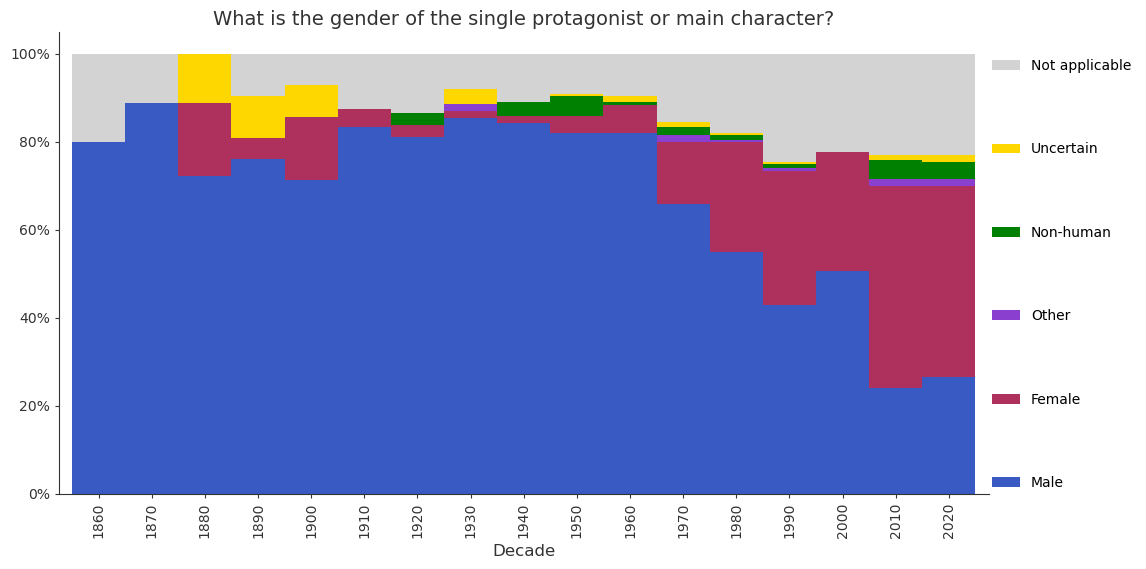 What is the gender of the single protagonist or main character?
100%
80%
60%
40%
20%
0%
1860
1870
1880
1890
1900
1910
1920
1930
1940
1950
1960
1970
1980
1990
2000
2010
2020
Decade
Not applicable
Uncertain
Non-human
Other
Female
Male